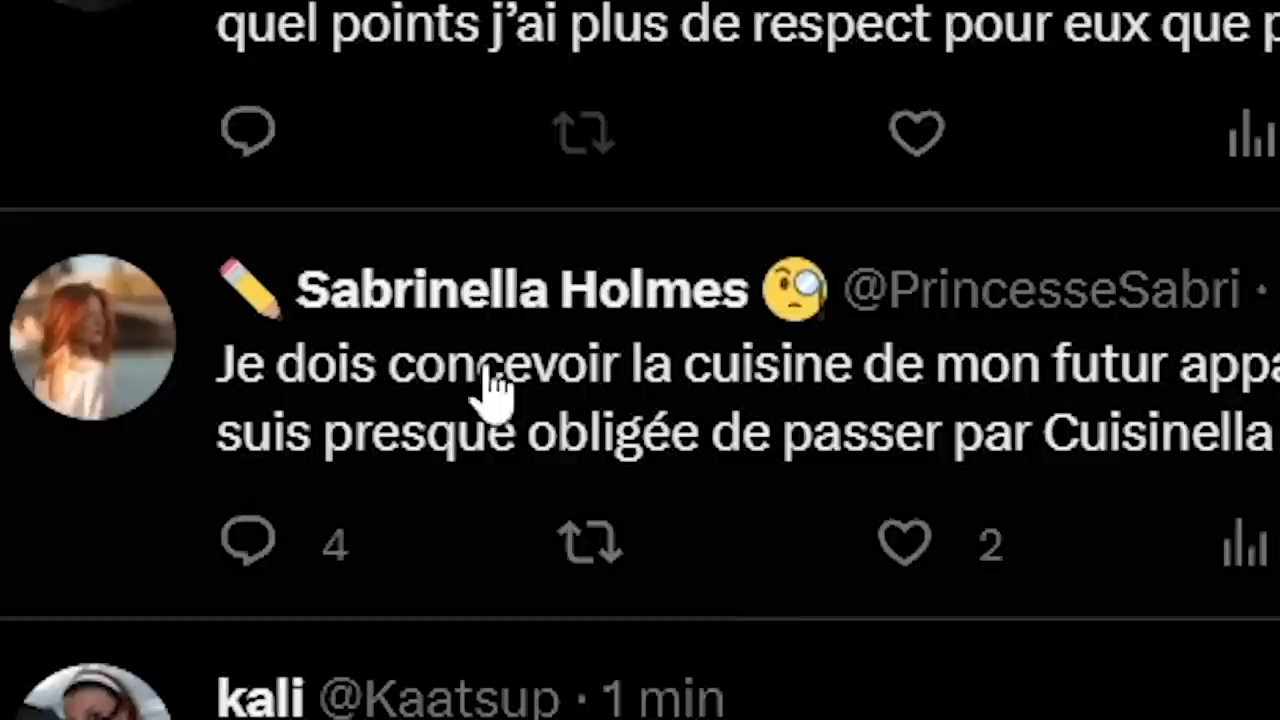 quel points j’ai plus de respect pour eux que
Sabrinella Holmes @PrincesseSabri ·
Je dois concevoir la cuisine de mon futur
suis presque obligée de passer par Cuisinella
4 2
kali @Kaatsup · 1 min